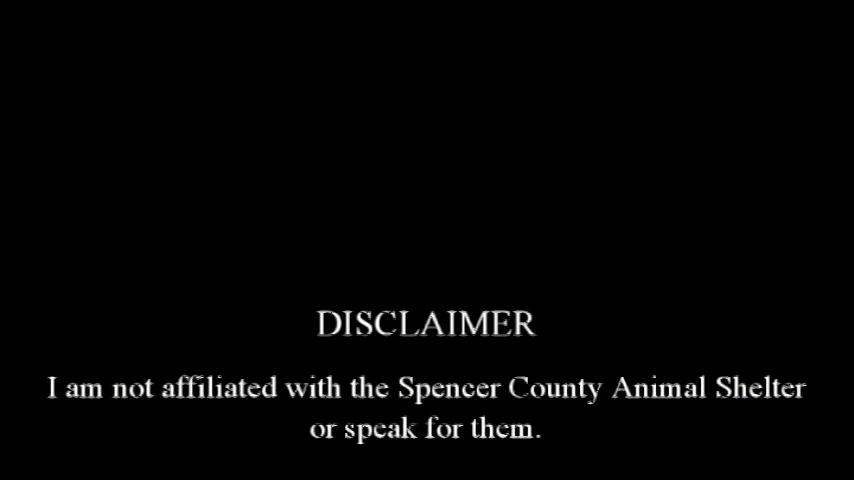 DISCLAIMER
I am not affiliated with the Spencer County Animal Shelter
or speak for them.